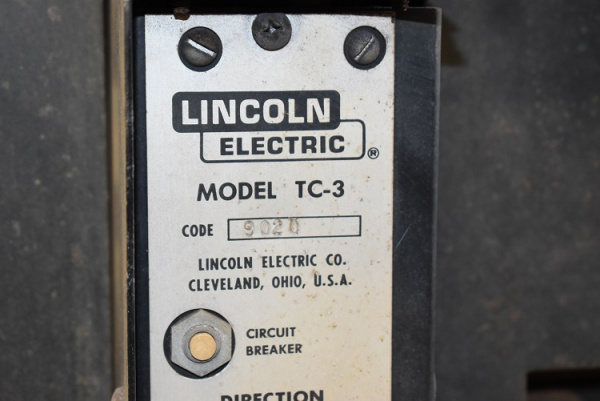 LINCOLN
ELECTRIC ®
MODEL TC-3
CODE 9020
LINCOLN ELECTRIC CO.
CLEVELAND, OHIO, U.S.A.
CIRCUIT
BREAKER
DIRECTION